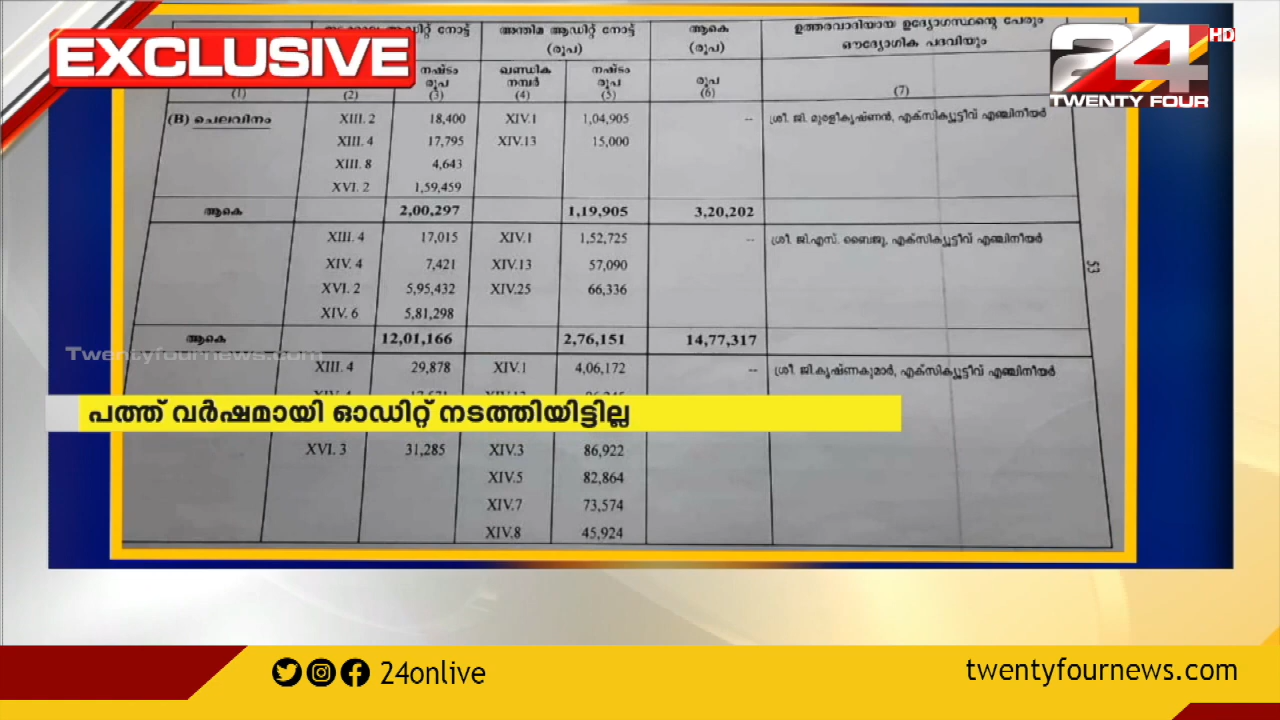 EXCLUSIVE
24 HD
TWENTY FOUR
ആഡിറ്റ് നോട്ട് അന്തിമ ആഡിറ്റ് നോട്ട് ആകെ ഉത്തരവാദിയായ ഉദ്യോഗസ്ഥന്റെ പേരും
(രൂപ) (രൂപ) ഔദ്യോഗിക പദവിയും
നഷ്ടം ഖണ്ഡിക നഷ്ടം
രൂപ നമ്പർ രൂപ രൂപ
(1) (2) (3) (4) (5) (6) (7)
(B) ചെലവിനം XIII. 2 18,400 XIV.1 1,04,905 -- ശ്രീ. ജി. മുരളീകൃഷ്ണൻ, എക്സിക്യൂട്ടീവ് എഞ്ചിനീയർ
XIII. 4 17,795 XIV.13 15,000
XIII. 8 4,643
XVI. 2 1,59,459
ആകെ 2,00,297 1,19,905 3,20,202
XIII. 4 17,015 XIV.1 1,52,725 -- ശ്രീ. ജി.എസ്. ബൈജു, എക്സിക്യൂട്ടീവ് എഞ്ചിനീയർ
XIV. 4 7,421 XIV.13 57,090
53
XVI. 2 5,95,432 XIV.25 66,336
XIV. 6 5,81,298
ആകെ 12,01,166 2,76,151 14,77,317
Twentyfournews.com
XIII. 4 29,878 XIV.1 4,06,172 -- ശ്രീ. ജി.കൃഷ്ണകുമാർ, എക്സിക്യൂട്ടീവ് എഞ്ചിനീയർ
പത്ത് വർഷമായി ഓഡിറ്റ് നടത്തിയിട്ടില്ല
XVI. 3 31,285 XIV.3 86,922
XIV.5 82,864
XIV.7 73,574
XIV.8 45,924
24onlive
twentyfournews.com